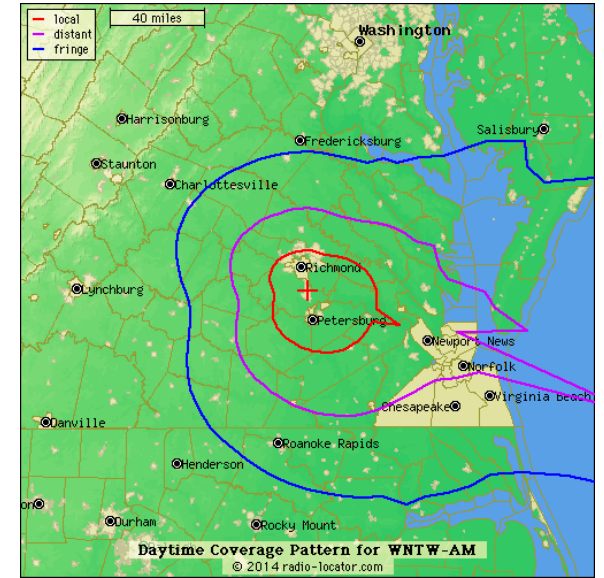 local
distant
fringe
40 miles
Washington
Harrisonburg
Fredericksburg
Salisbury
Staunton
Charlottesville
Richmond
Lynchburg
Petersburg
Newport News
Norfolk
Virginia Beach
Chesapeake
Danville
Roanoke Rapids
Henderson
on
Durham
Rocky Mount
Daytime Coverage Pattern for WNTW-AM
© 2014 radio-locator.com